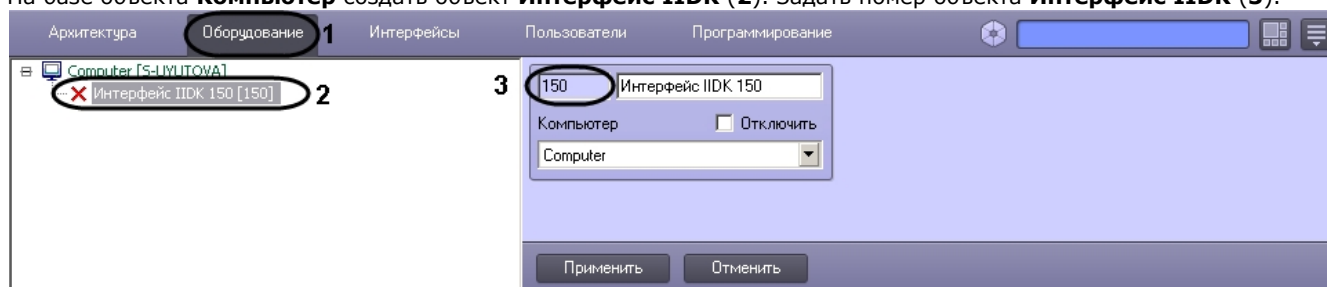 На базе объекта Компьютер создать объект Интерфейс IIDK (2). Задать номер объекта Интерфейс IIDK (3).
Архитектура Оборудование 1 Интерфейсы Пользователи Программирование
Computer [S-UYUTOVA]
Интерфейс IIDK 150 [150] 2
3 150 Интерфейс IIDK 150
Компьютер Отключить
Computer
Применить Отменить